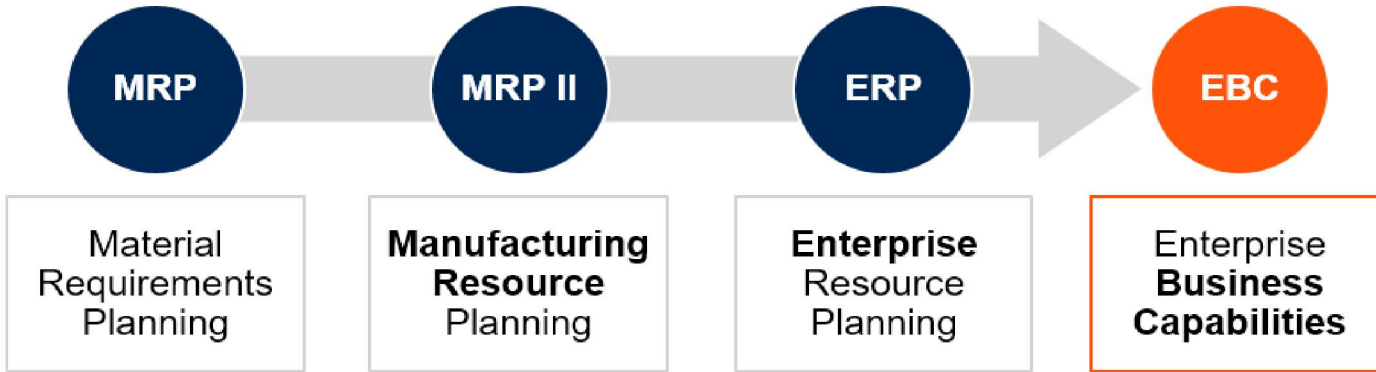 MRP
MRP II
ERP
EBC
Material
Requirements
Planning
Manufacturing
Resource
Planning
Enterprise
Resource
Planning
Enterprise
Business
Capabilities